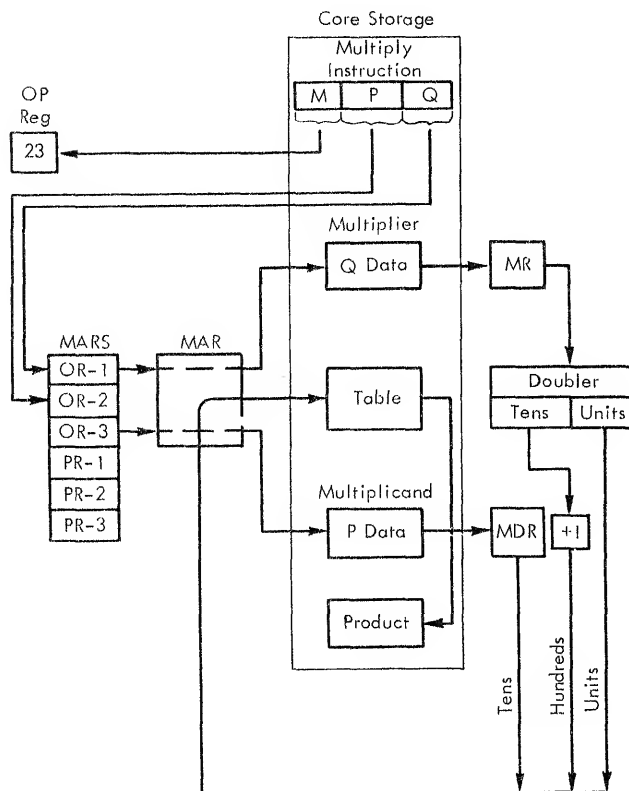 Core Storage
Multiply
Instruction
M P Q
OP
Reg
23
Multiplier
Q Data
MR
MARS
MAR
OR-1
OR-2
OR-3
PR-1
PR-2
PR-3
Doubler
Tens Units
Table
Multiplicand
P Data
MDR
+1
Product
Tens
Hundreds
Units